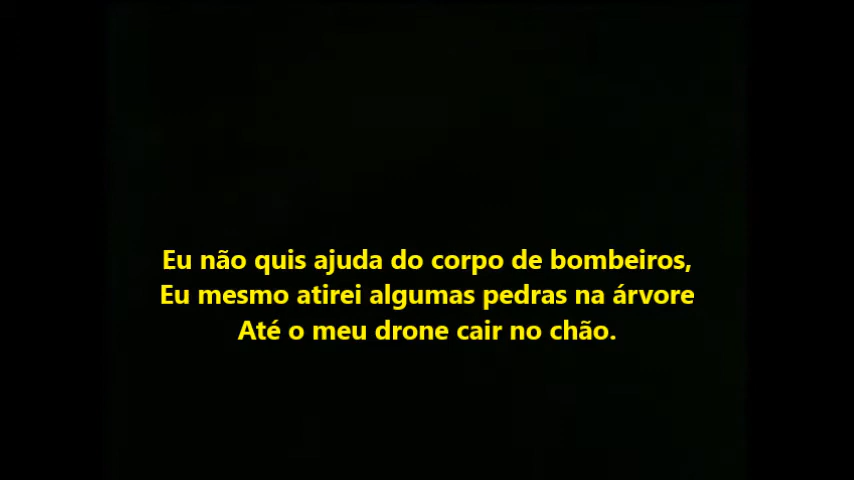 Eu não quis ajuda do corpo de bombeiros,
Eu mesmo atirei algumas pedras na árvore
Até o meu drone cair no chão.